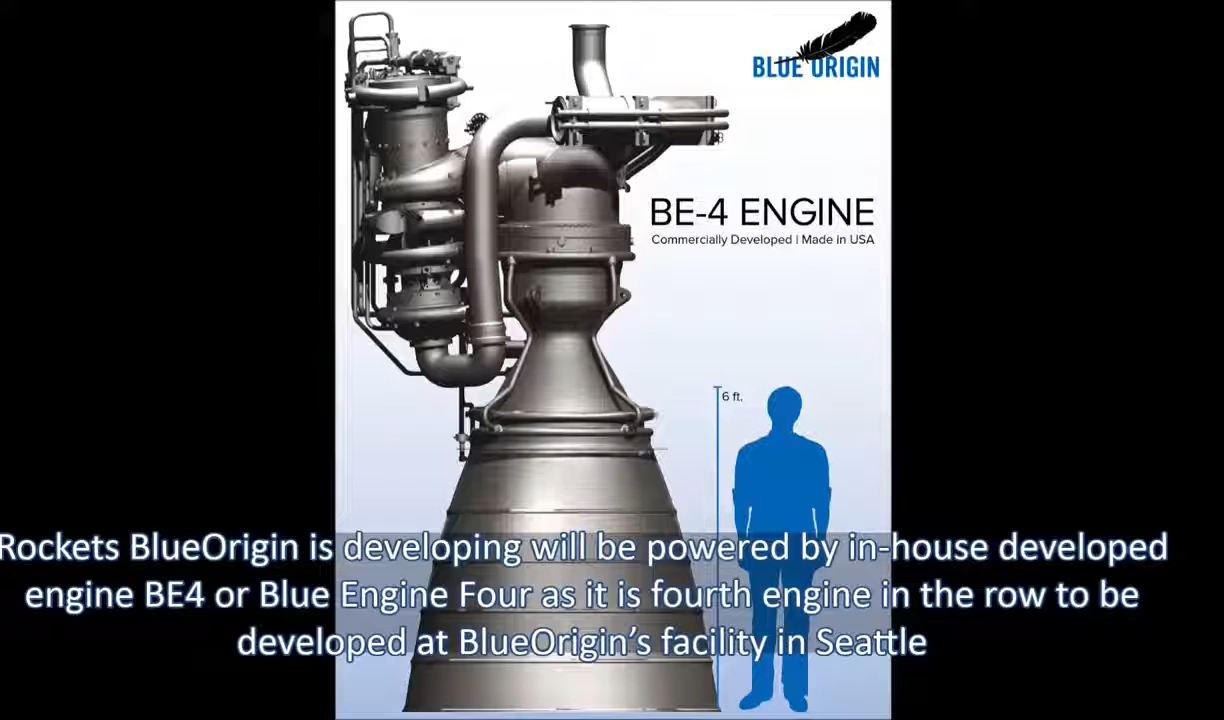 BLUE ORIGIN
BE-4 ENGINE
Commercially Developed | Made in USA
6 ft.
Rockets BlueOrigin is developing will be powered by in-house developed
engine BE4 or Blue Engine Four as it is fourth engine in the row to be
developed at BlueOrigin’s facility in Seattle